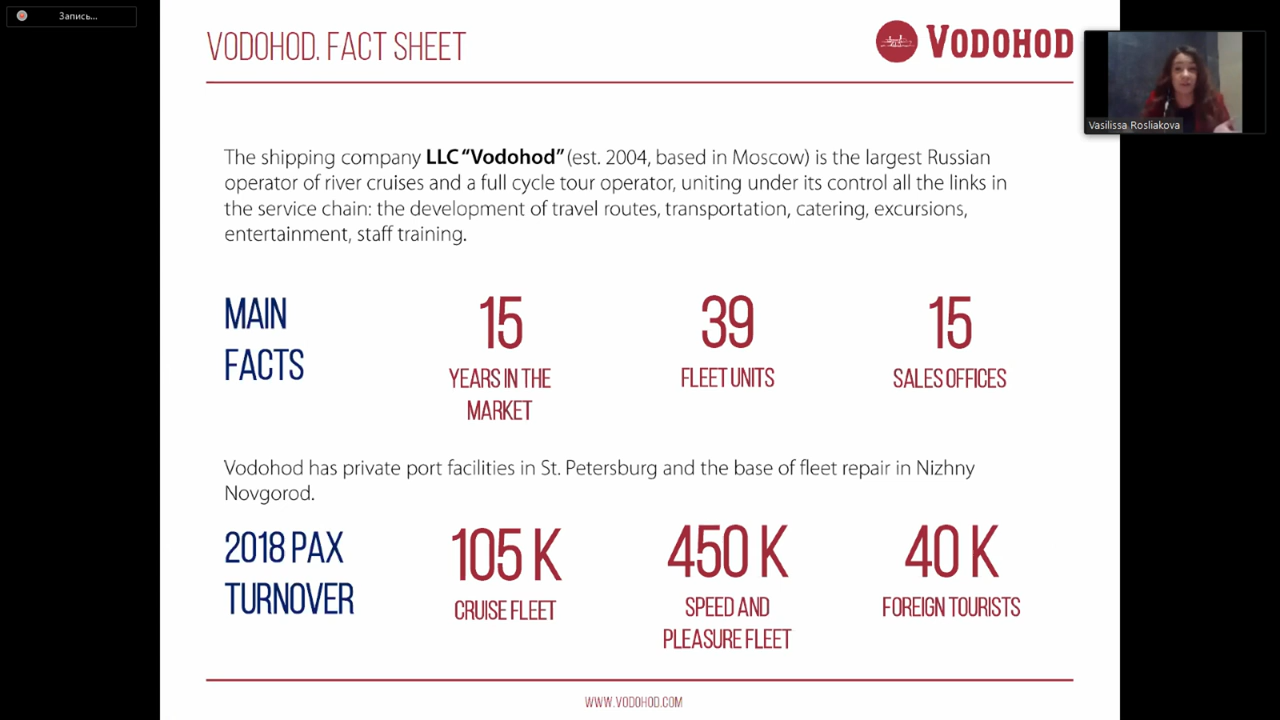 Запись...
VODOHOD. FACT SHEET
VODOHOD
Vasilissa Rosliakova
The shipping company LLC “Vodohod” (est. 2004, based in Moscow) is the largest Russian
operator of river cruises and a full cycle tour operator, uniting under its control all the links in
the service chain: the development of travel routes, transportation, catering, excursions,
entertainment, staff training.
MAIN
FACTS
15
YEARS IN THE
MARKET
39
FLEET UNITS
15
SALES OFFICES
Vodohod has private port facilities in St. Petersburg and the base of fleet repair in Nizhny
Novgorod.
2018 PAX
TURNOVER
105 K
CRUISE FLEET
450 K
SPEED AND
PLEASURE FLEET
40 K
FOREIGN TOURISTS
WWW.VODOHOD.COM